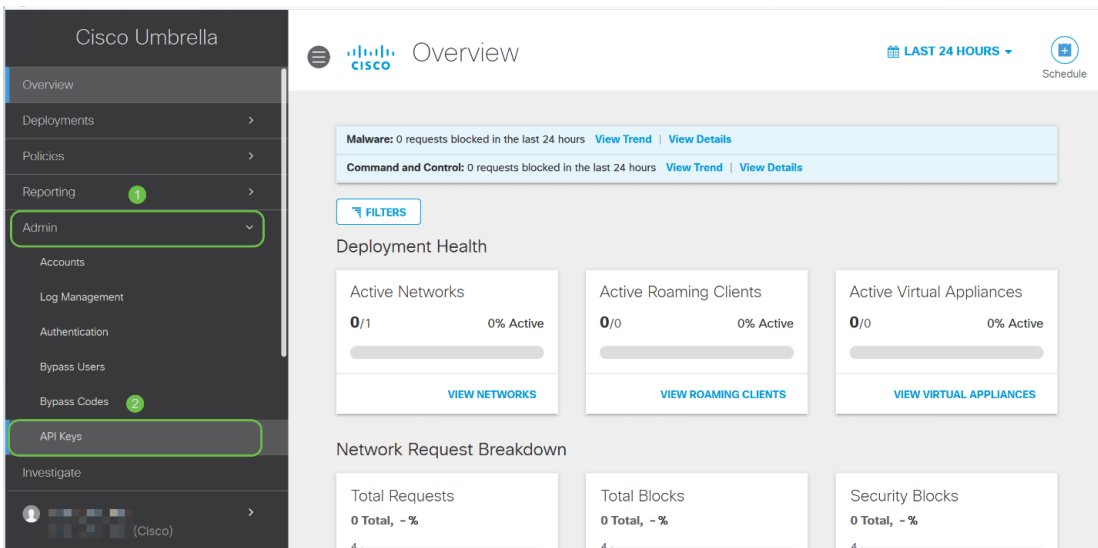 Cisco Umbrella
Overview
Deployments
Policies
Reporting
1
Admin
Accounts
Log Management
Authentication
Bypass Users
Bypass Codes
2
API Keys
Investigate
(Cisco)
CISCO
Overview
LAST 24 HOURS
Schedule
Malware: 0 requests blocked in the last 24 hours View Trend | View Details
Command and Control: 0 requests blocked in the last 24 hours View Trend | View Details
FILTERS
Deployment Health
Active Networks
0/1 0% Active
VIEW NETWORKS
Active Roaming Clients
0/0 0% Active
VIEW ROAMING CLIENTS
Active Virtual Appliances
0/0 0% Active
VIEW VIRTUAL APPLIANCES
Network Request Breakdown
Total Requests
0 Total, - %
Total Blocks
0 Total, - %
Security Blocks
0 Total, - %